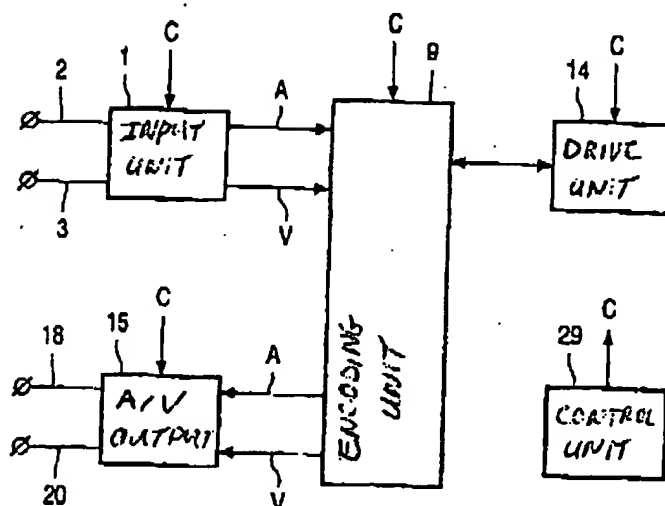 C
C
9
C
2
1
A
14
INPUT
UNIT
DRIVE
UNIT
3
V
C
C
18
15
A
29
A/V
OUTPUT
ENCODING
UNIT
CONTROL
UNIT
20
V